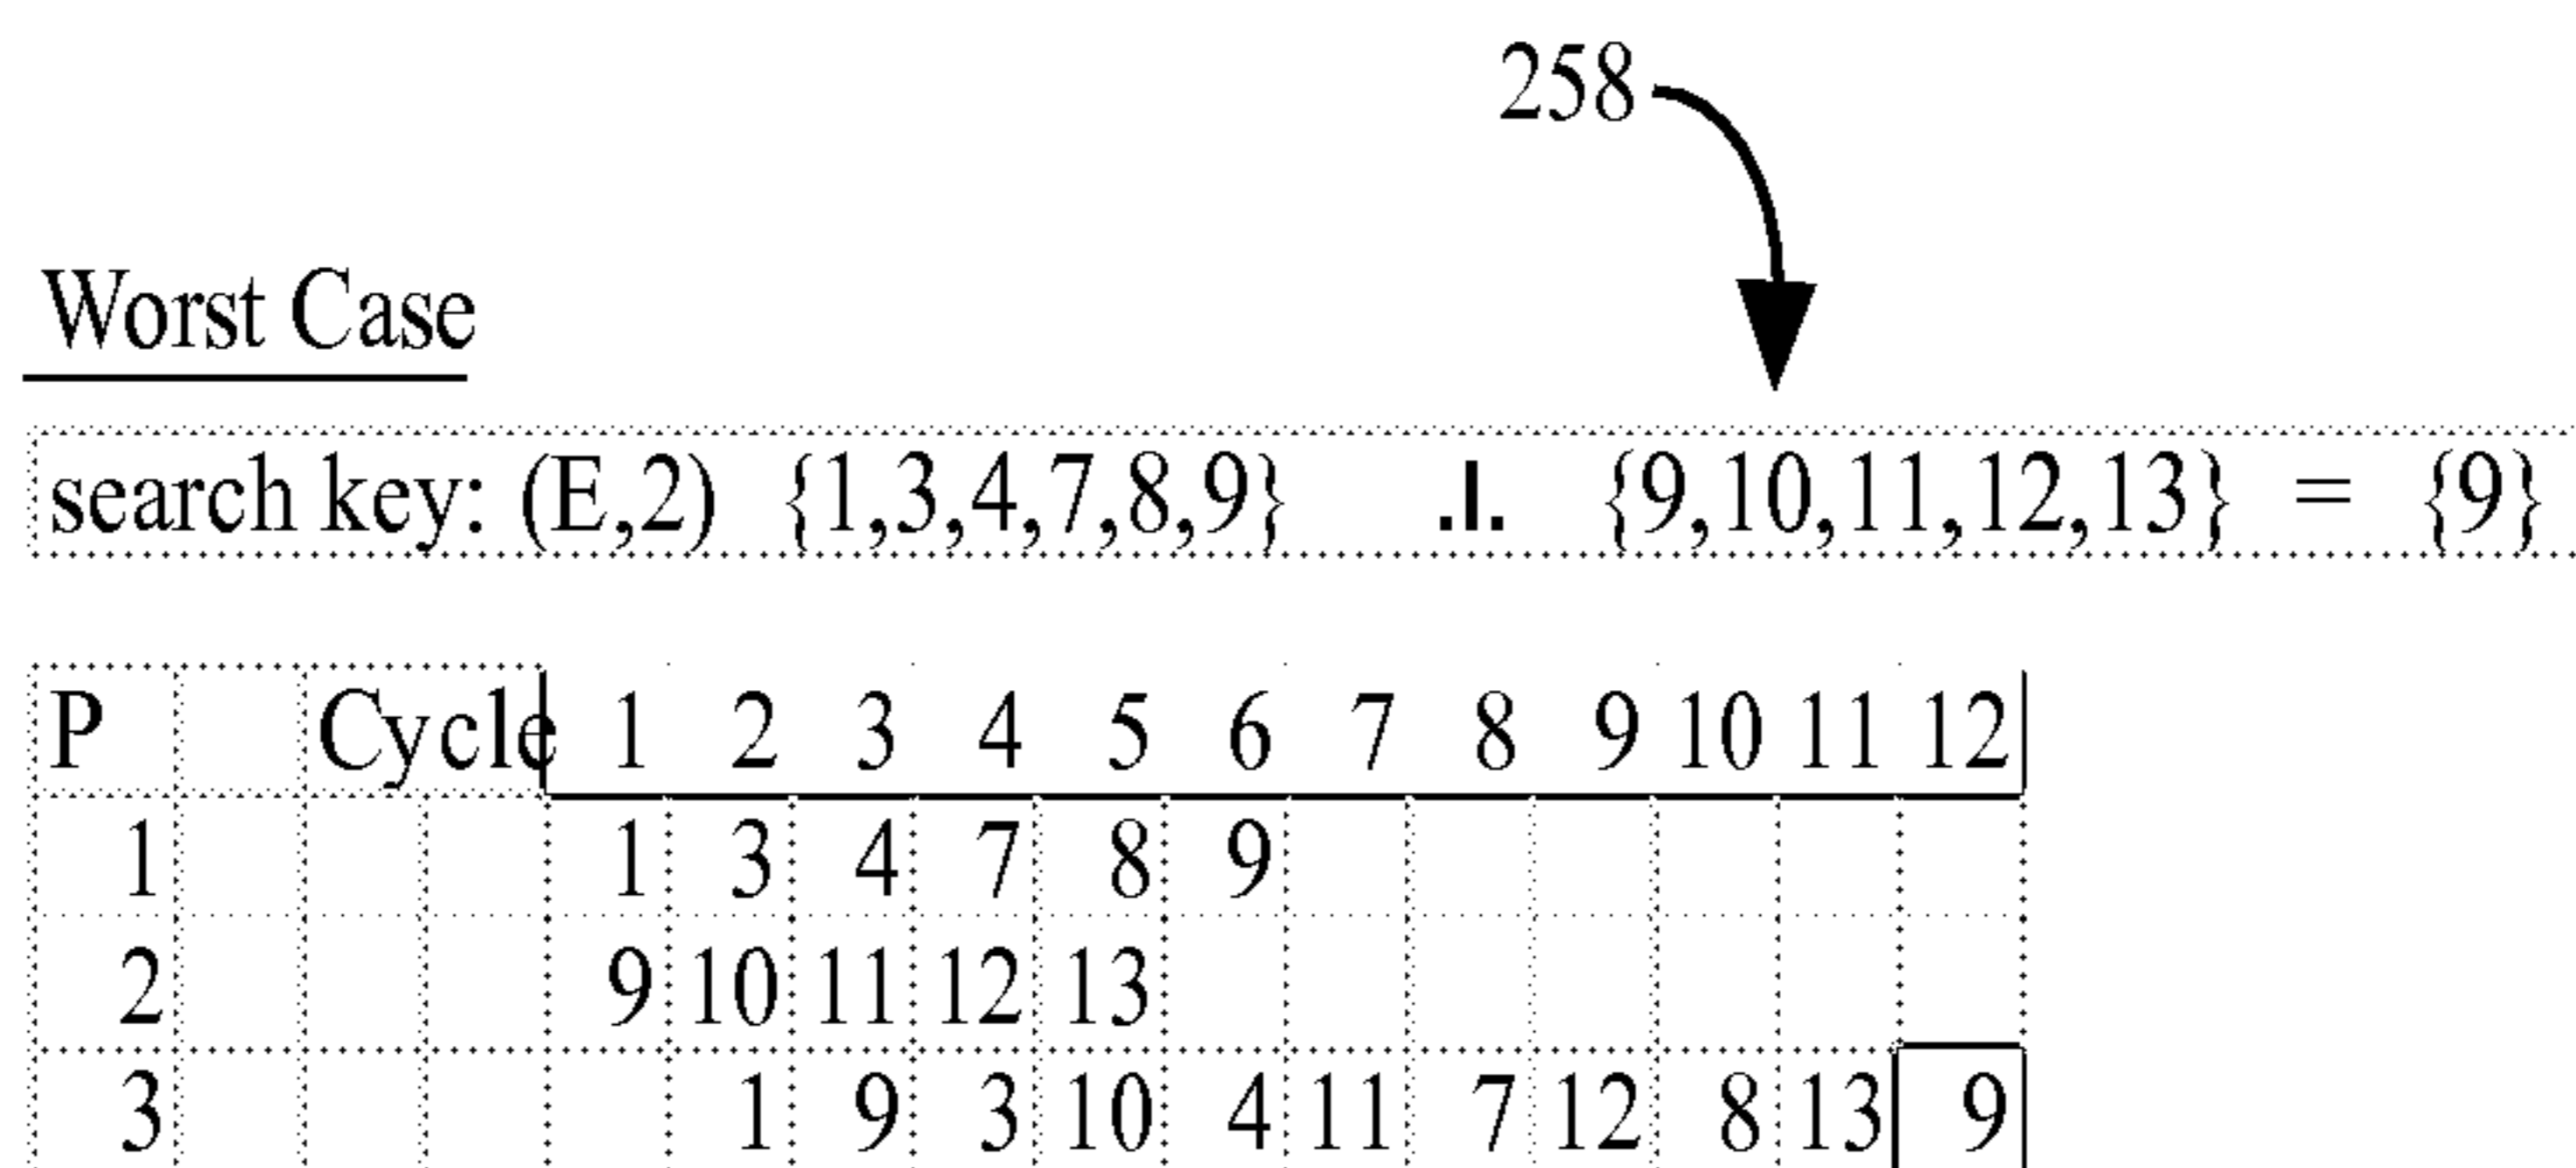 258
Worst Case
search key: (E,2) {1,3,4,7,8,9} .I. {9,10,11,12,13} = {9}
P Cycle 1 2 3 4 5 6 7 8 9 10 11 12
1 1 3 4 7 8 9
2 9 10 11 12 13
3 1 9 3 10 4 11 7 12 8 13 9